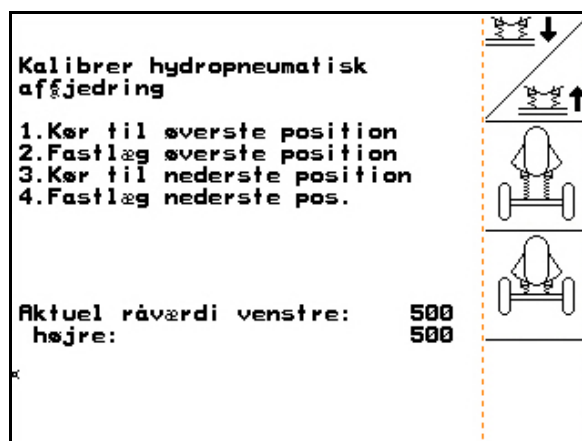 Kalibrer hydropneumatisk
affjedring
1.Kør til øverste position
2.Fastlæg øverste position
3.Kør til nederste position
4.Fastlæg nederste pos.
Aktuel råværdi venstre: 500
højre: 500